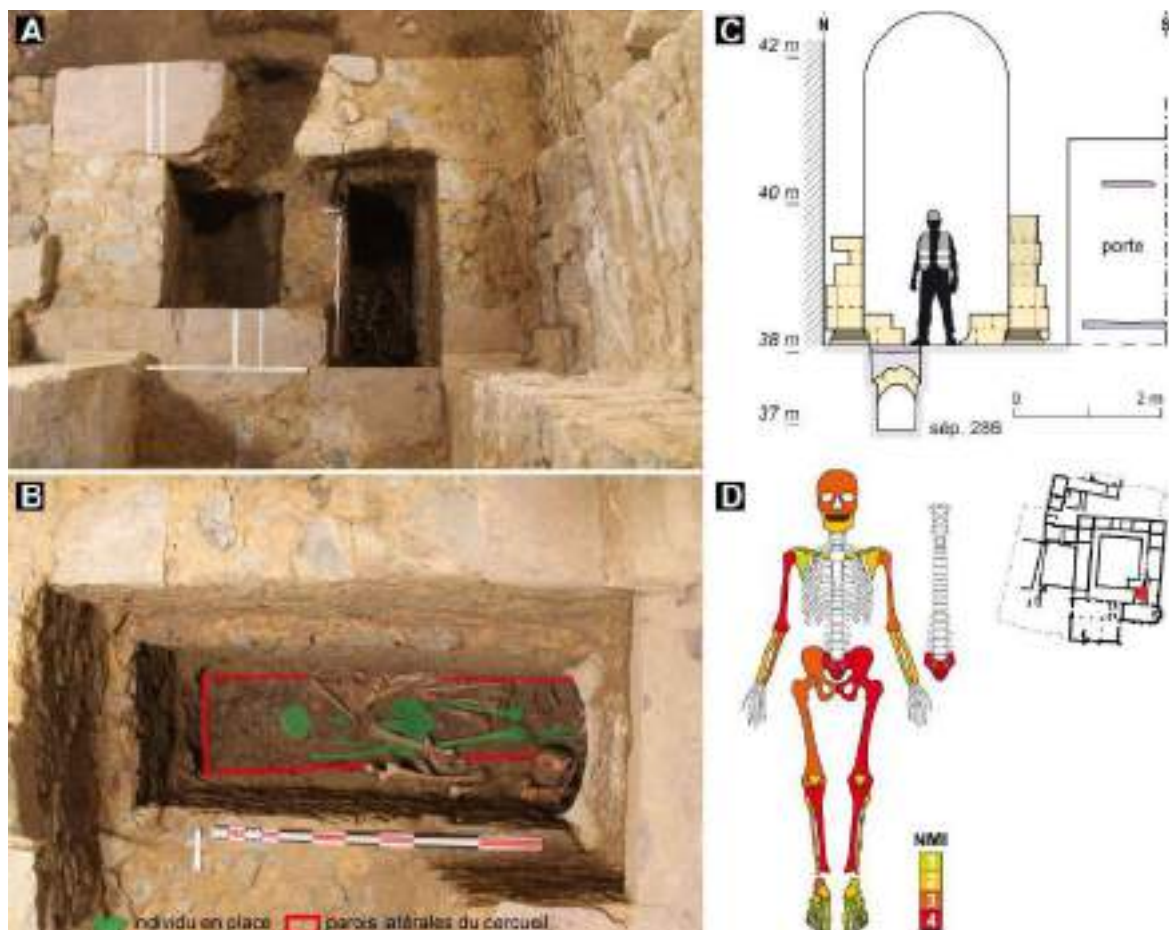 A
B
individu en place
parois latérales du cercueil
C
N
S
42 m
40 m
38 m
37 m
porte
0
2 m
sép. 286
D
NMI
1
2
3
4